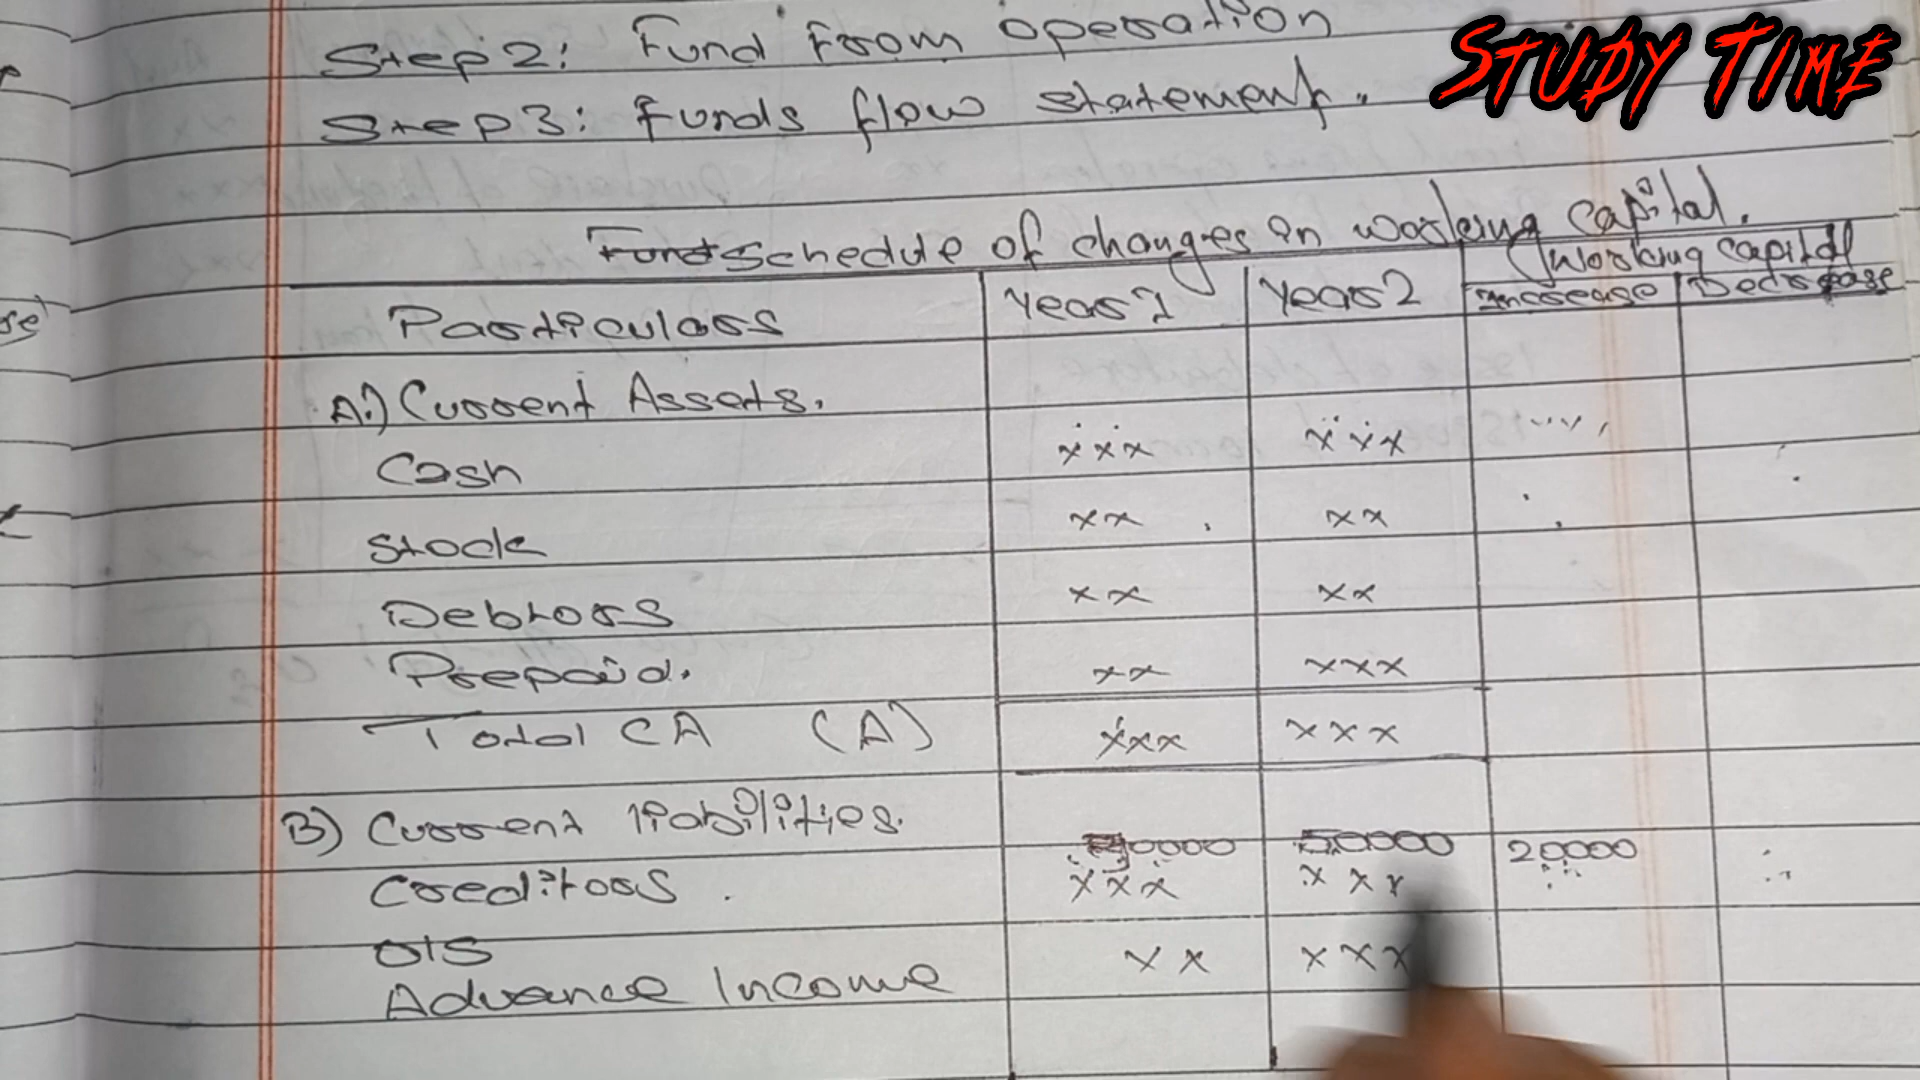 Step 2: Fund from operation
STUDY TIME
Step 3: Funds flow statement.
Schedule of changes in working capital.
Working capital
Particulars Year 1 Year 2 Increase Decrease
A.) Current Assets.
Cash xxx xxx
Stock xx xx
Debtors xx xx
Prepaid. xx xxx
Total CA (A) xxx xxx
B) Current liabilities.
50000 20000
Creditors. xxx xxx
O/S xx xxx
Advance Income